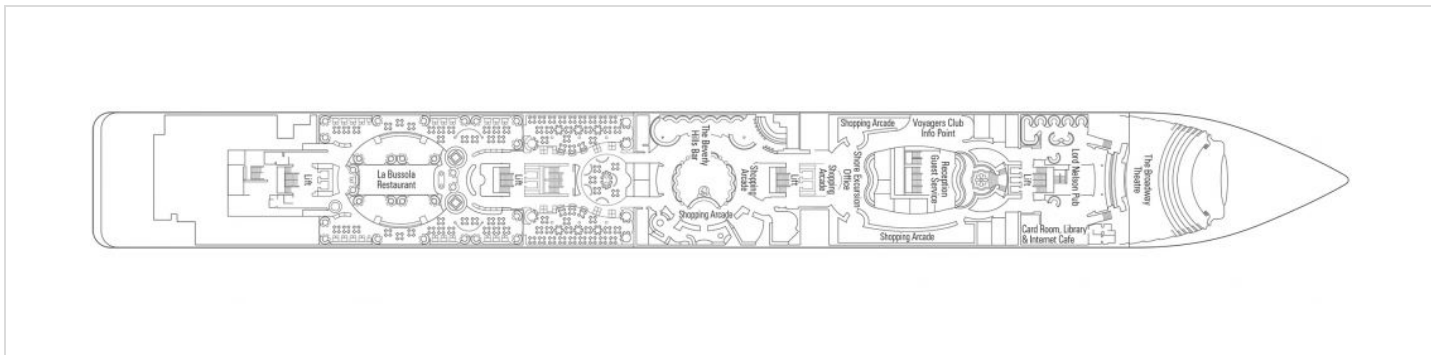 Lift
La Bussola
Restaurant
Lift
The Beverly
Hills Bar
Shopping Arcade
Shopping
Arcade
Lift
Shopping
Arcade
Shopping Arcade
Shore Excursion
Office
Voyagers Club
Info Point
Reception
Guest Service
Shopping Arcade
Lift
Lord Nelson Pub
Card Room, Library
& Internet Cafe
The Broadway
Theatre